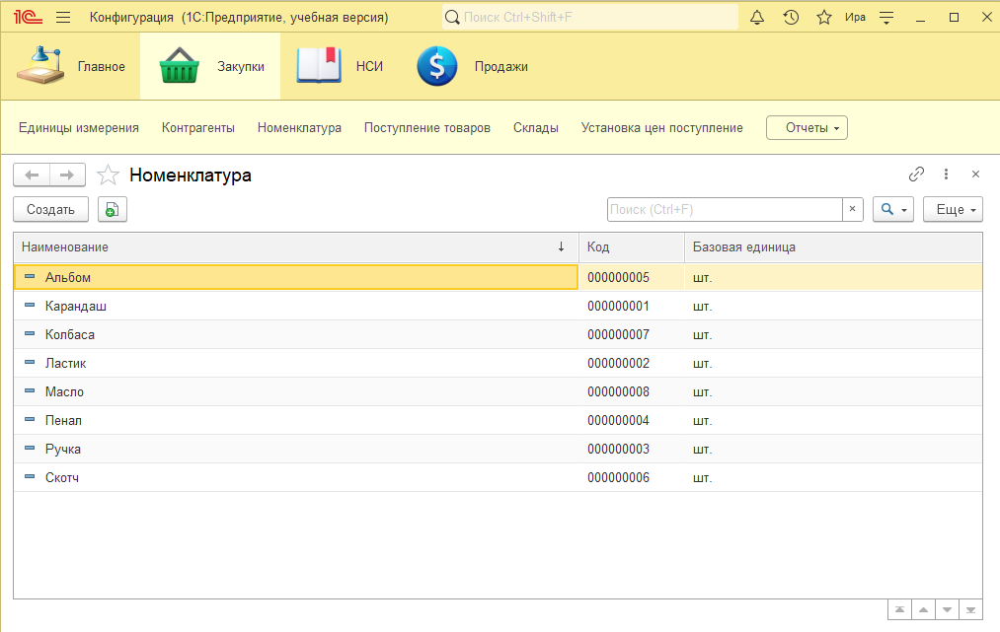 1С Конфигурация (1С:Предприятие, учебная версия) Поиск Ctrl+Shift+F Ира
Главное Закупки НСИ Продажи
Единицы измерения Контрагенты Номенклатура Поступление товаров Склады Установка цен поступление Отчеты
Номенклатура
Создать Поиск (Ctrl+F) × Еще
Наименование ↓ Код Базовая единица
Альбом 000000005 шт.
Карандаш 000000001 шт.
Колбаса 000000007 шт.
Ластик 000000002 шт.
Масло 000000008 шт.
Пенал 000000004 шт.
Ручка 000000003 шт.
Скотч 000000006 шт.